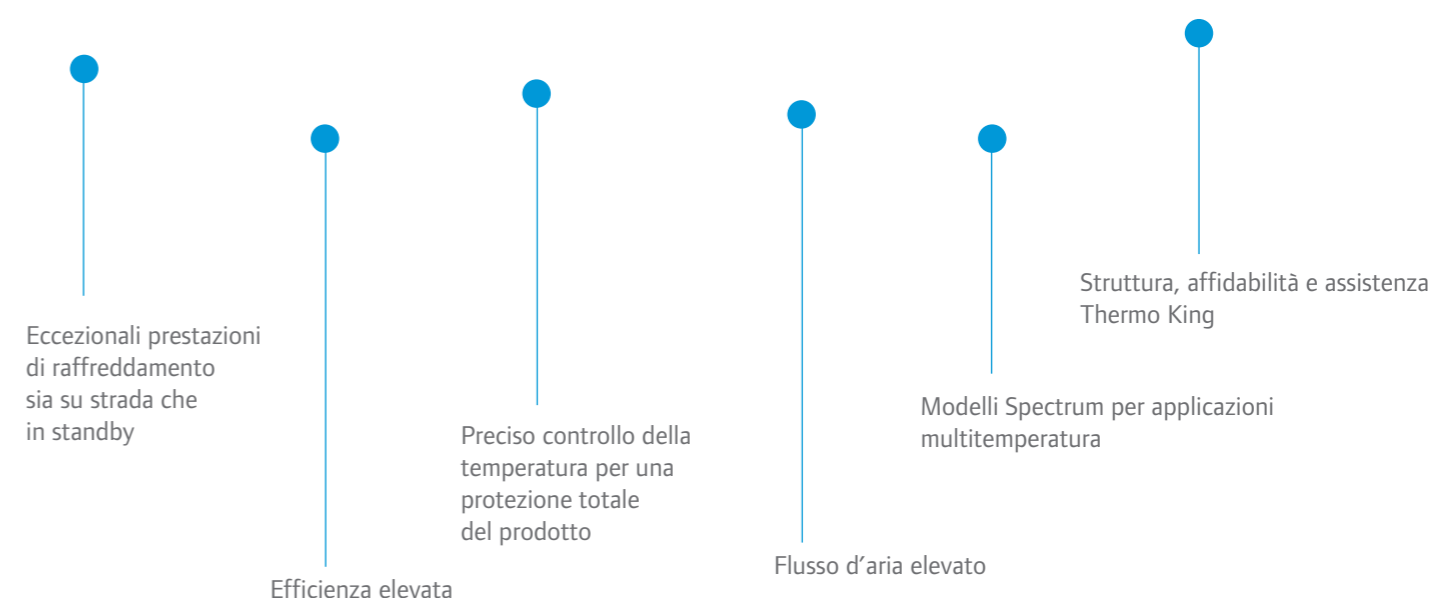 Eccezionali prestazioni
di raffreddamento
sia su strada che
in standby
Efficienza elevata
Preciso controllo della
temperatura per una
protezione totale
del prodotto
Flusso d´aria elevato
Modelli Spectrum per applicazioni
multitemperatura
Struttura, affidabilità e assistenza
Thermo King